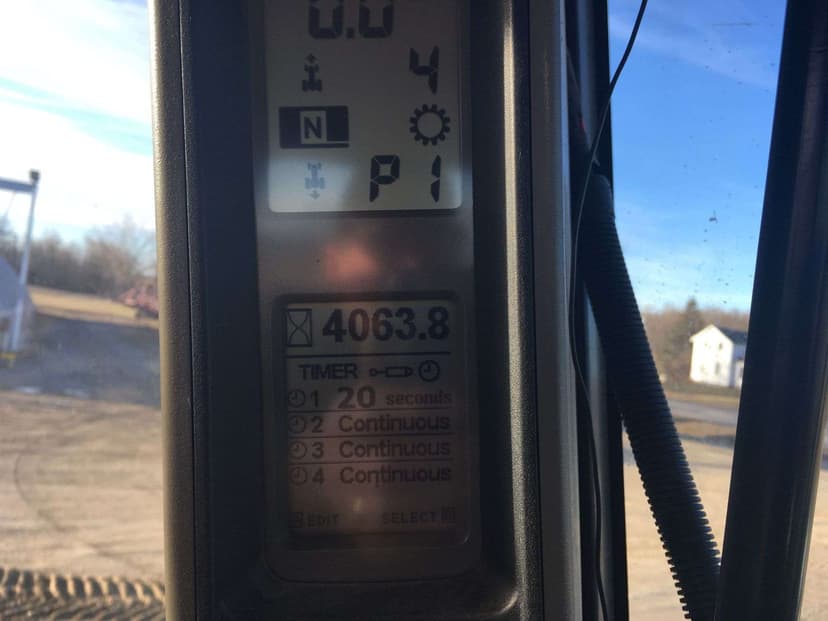 0.0
4
N
P1
4063.8
TIMER
1 20 seconds
2 Continuous
3 Continuous
4 Continuous
EDIT SELECT